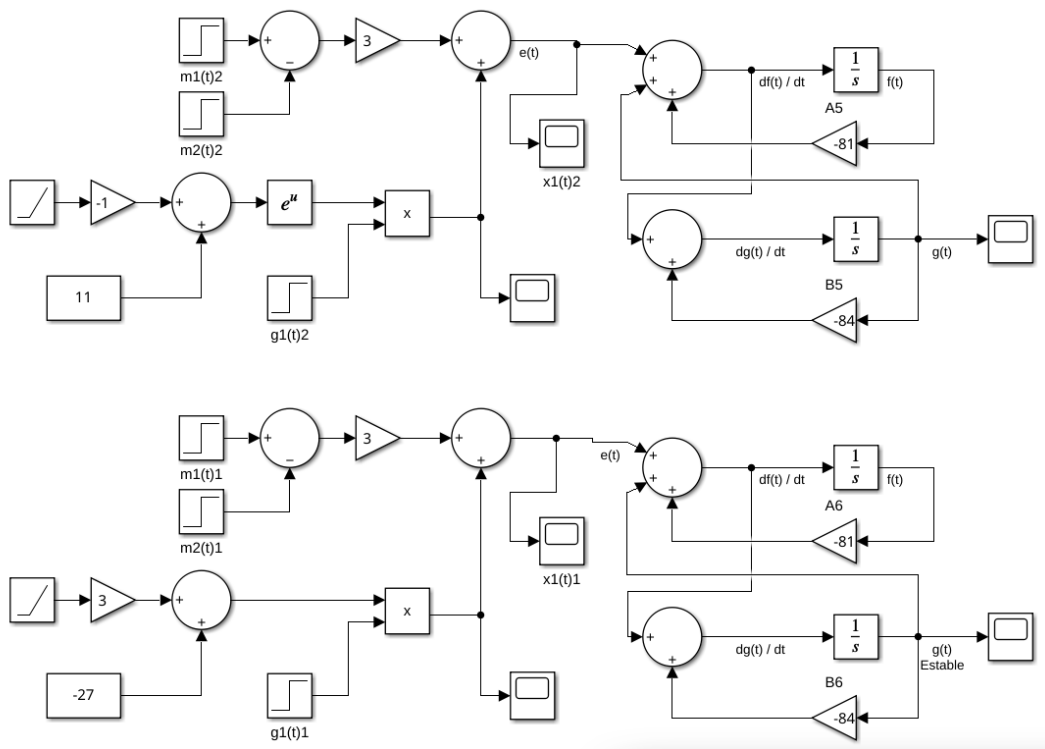 m1(t)2
+
−
3
+
+
e(t)
+
+
+
df(t) / dt
1
s
f(t)
A5
-81
m2(t)2
x1(t)2
-1
+
+
eᵘ
x
11
g1(t)2
+
+
dg(t) / dt
1
s
g(t)
B5
-84
m1(t)1
+
−
3
+
+
e(t)
+
+
+
df(t) / dt
1
s
f(t)
A6
-81
m2(t)1
x1(t)1
3
+
+
x
-27
g1(t)1
+
+
dg(t) / dt
1
s
g(t)
Estable
B6
-84